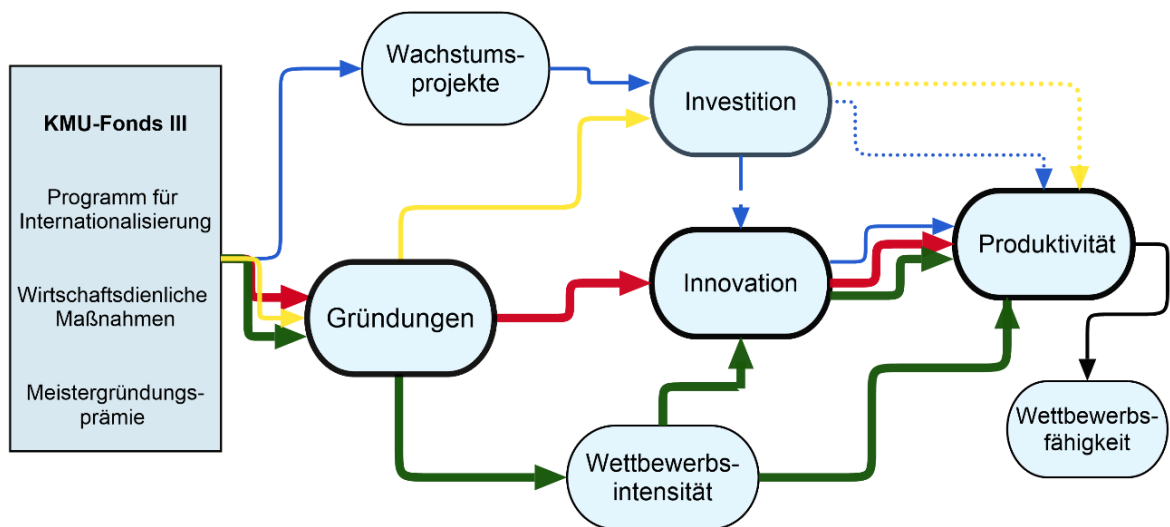 KMU-Fonds III
Programm für
Internationalisierung
Wirtschaftsdienliche
Maßnahmen
Meistergründungs-
prämie
Wachstums-
projekte
Investition
Gründungen
Innovation
Produktivität
Wettbewerbs-
intensität
Wettbewerbs-
fähigkeit